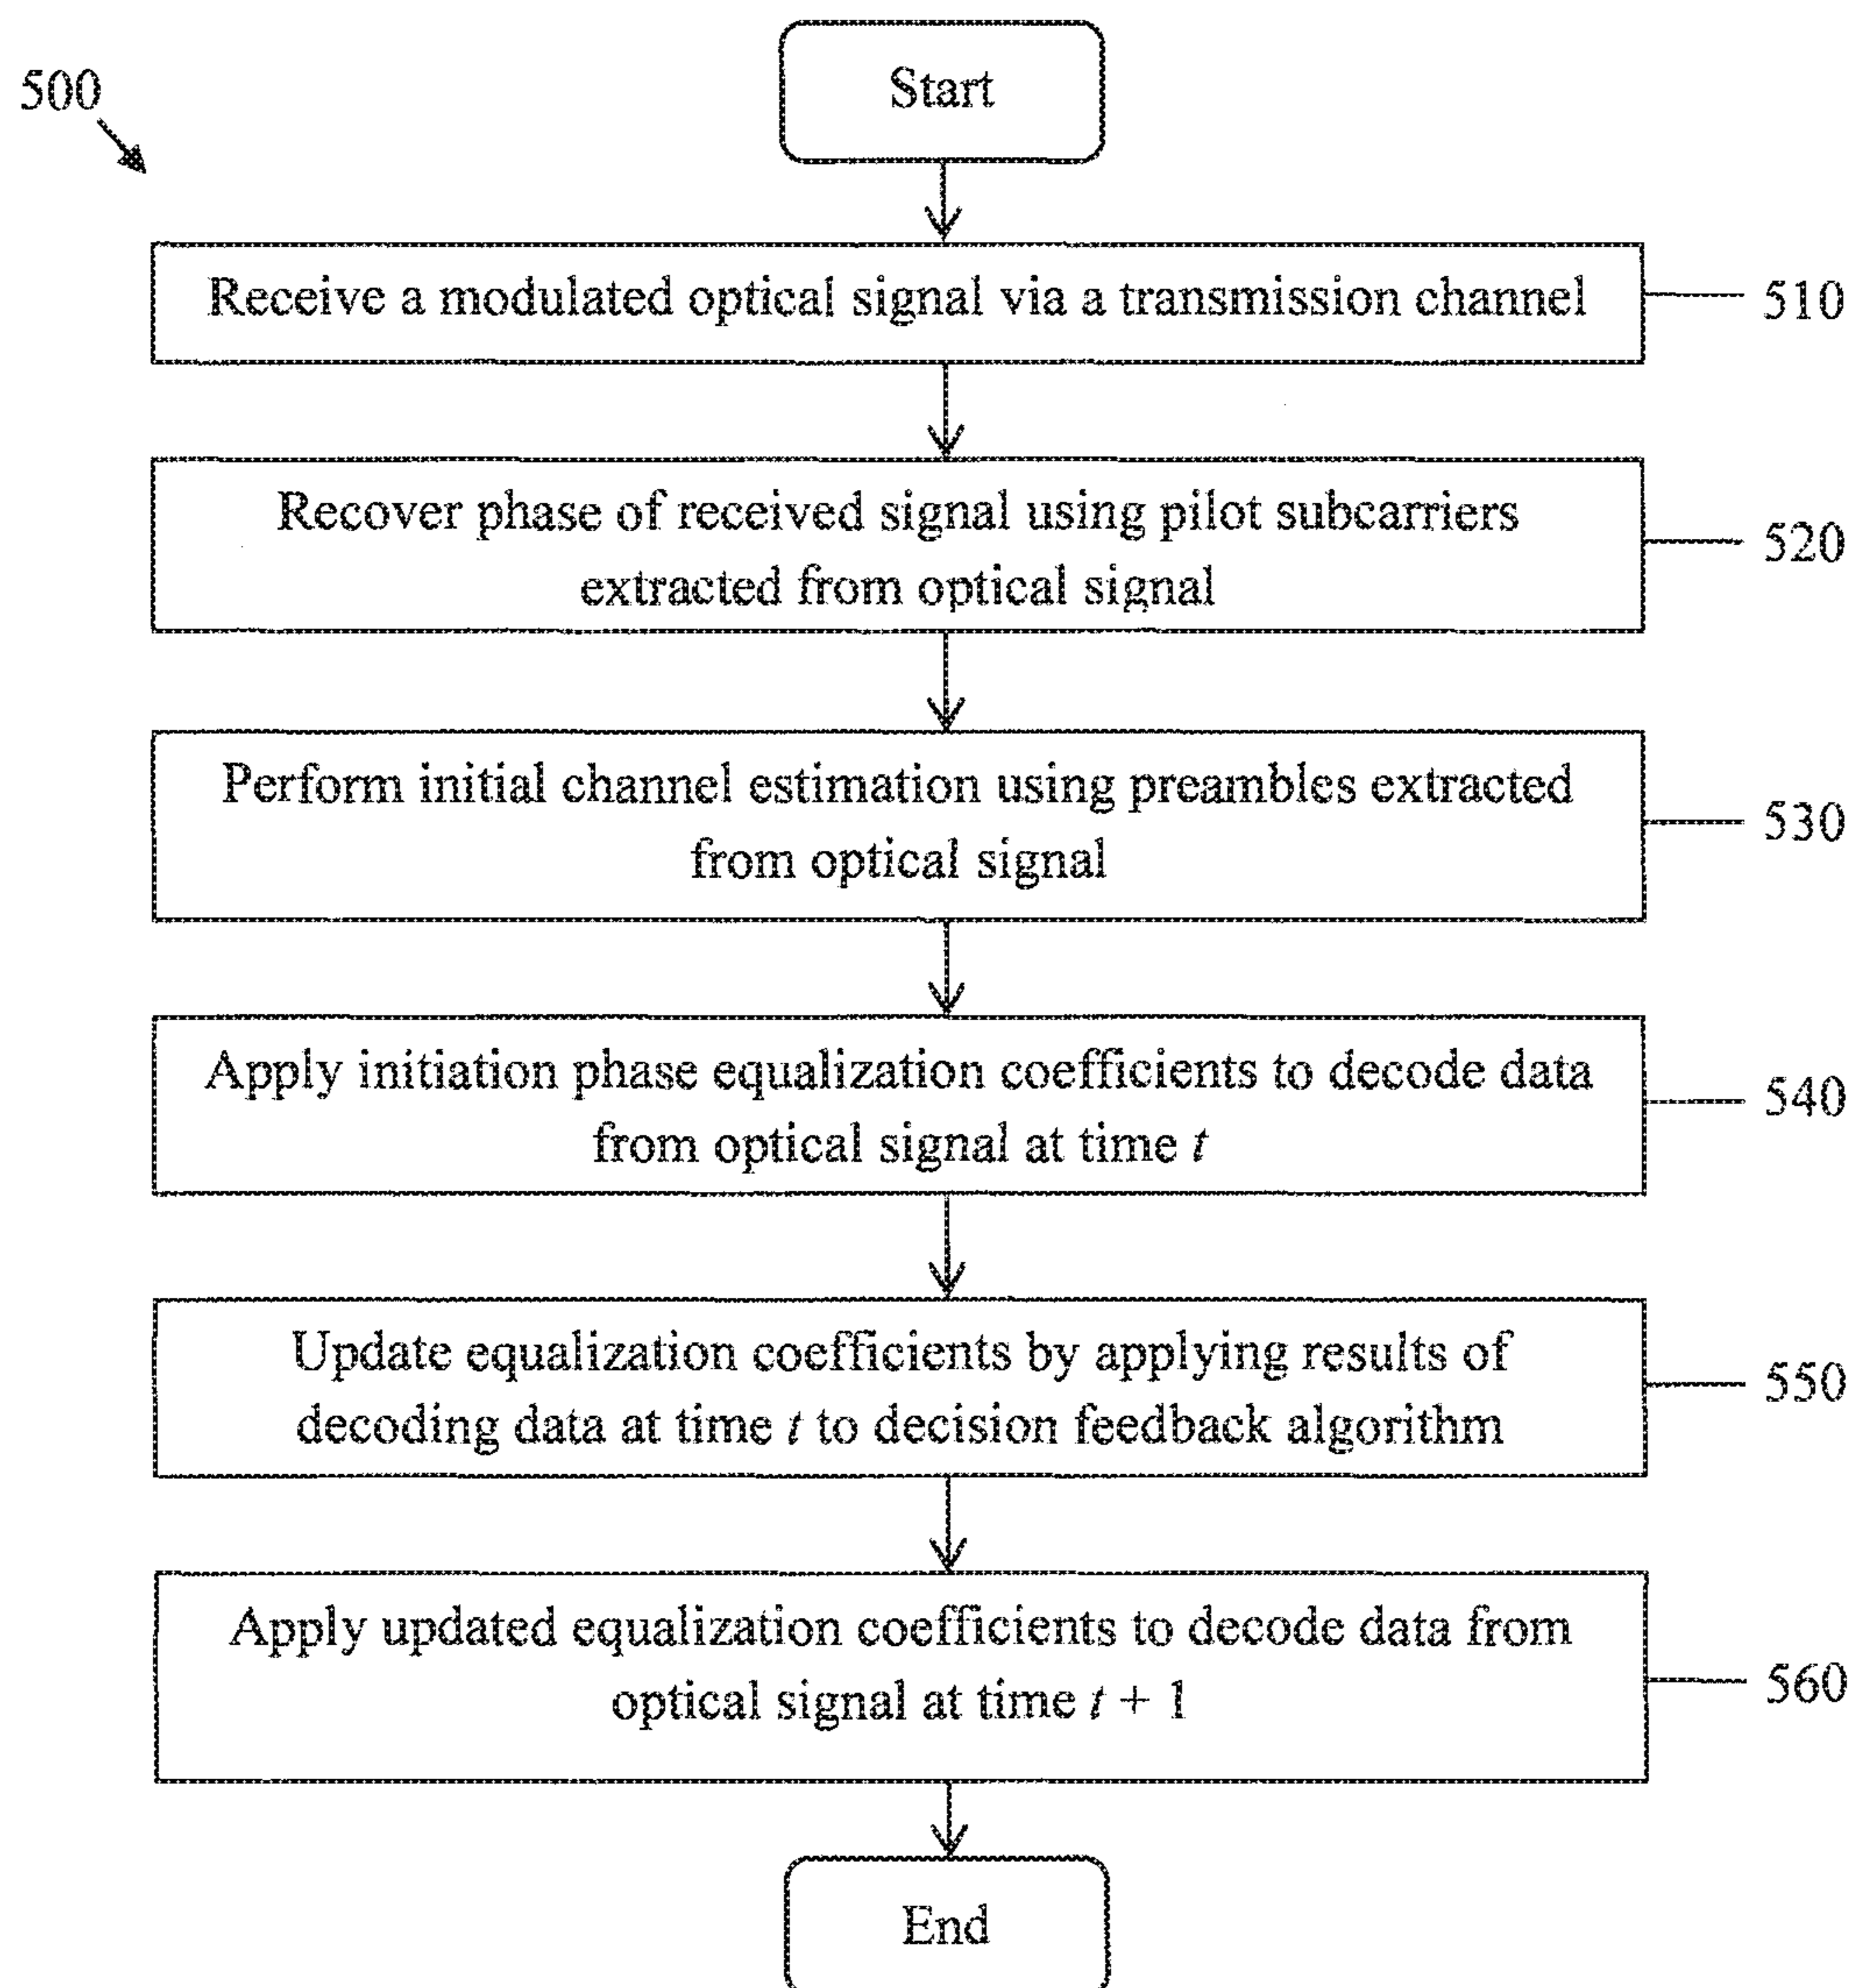 500
Start
Receive a modulated optical signal via a transmission channel
510
Recover phase of received signal using pilot subcarriers
extracted from optical signal
520
Perform initial channel estimation using preambles extracted
from optical signal
530
Apply initiation phase equalization coefficients to decode data
from optical signal at time t
540
Update equalization coefficients by applying results of
decoding data at time t to decision feedback algorithm
550
Apply updated equalization coefficients to decode data from
optical signal at time t + 1
560
End